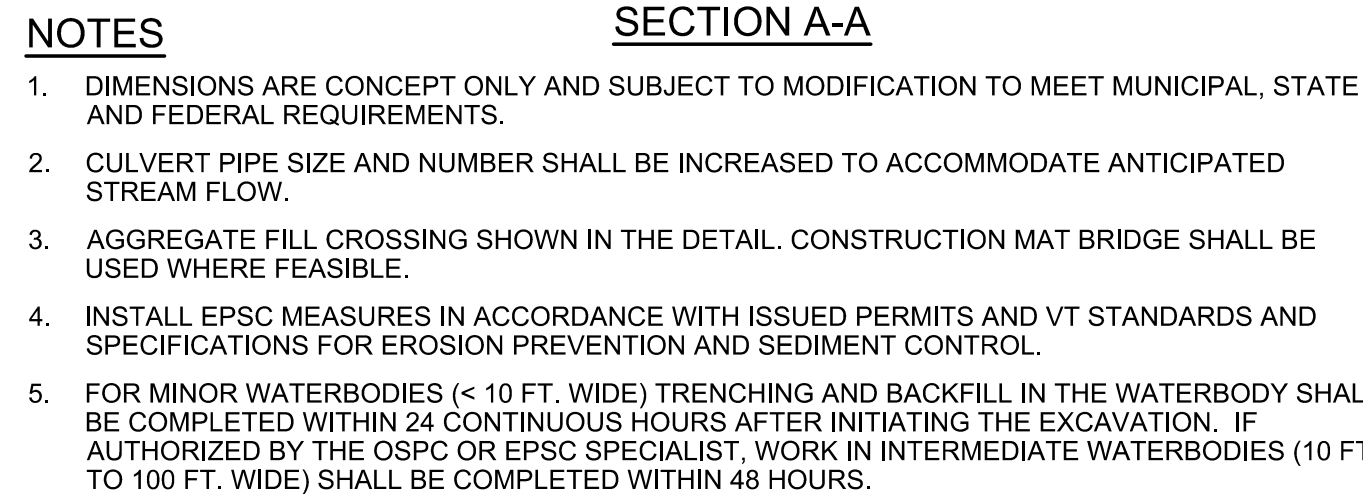 SECTION A-A
NOTES
1. DIMENSIONS ARE CONCEPT ONLY AND SUBJECT TO MODIFICATION TO MEET MUNICIPAL, STATE
AND FEDERAL REQUIREMENTS.
2. CULVERT PIPE SIZE AND NUMBER SHALL BE INCREASED TO ACCOMMODATE ANTICIPATED
STREAM FLOW.
3. AGGREGATE FILL CROSSING SHOWN IN THE DETAIL. CONSTRUCTION MAT BRIDGE SHALL BE
USED WHERE FEASIBLE.
4. INSTALL EPSC MEASURES IN ACCORDANCE WITH ISSUED PERMITS AND VT STANDARDS AND
SPECIFICATIONS FOR EROSION PREVENTION AND SEDIMENT CONTROL.
5. FOR MINOR WATERBODIES (< 10 FT. WIDE) TRENCHING AND BACKFILL IN THE WATERBODY SHAL
BE COMPLETED WITHIN 24 CONTINUOUS HOURS AFTER INITIATING THE EXCAVATION. IF
AUTHORIZED BY THE OSPC OR EPSC SPECIALIST, WORK IN INTERMEDIATE WATERBODIES (10 FT
TO 100 FT. WIDE) SHALL BE COMPLETED WITHIN 48 HOURS.